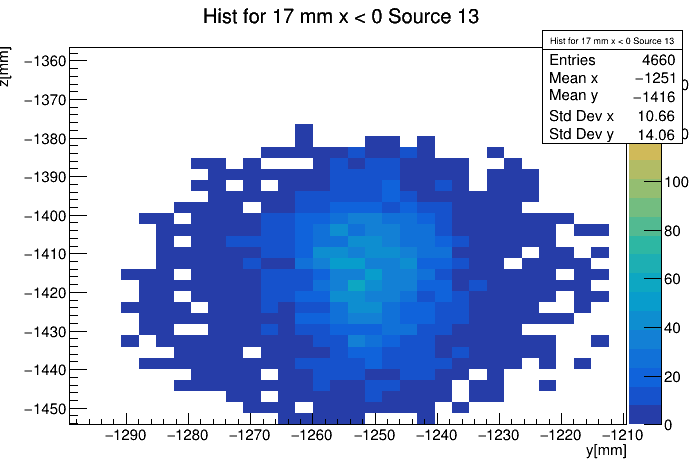 Hist for 17 mm x < 0 Source 13
z[mm]
Hist for 17 mm x < 0 Source 13
Entries 4660
Mean x −1251
Mean y −1416
Std Dev x 10.66
Std Dev y 14.06
−1360
−1370
−1380
−1390
−1400
−1410
−1420
−1430
−1440
−1450
−1290 −1280 −1270 −1260 −1250 −1240 −1230 −1220 −1210
y[mm]
100
80
60
40
20
0